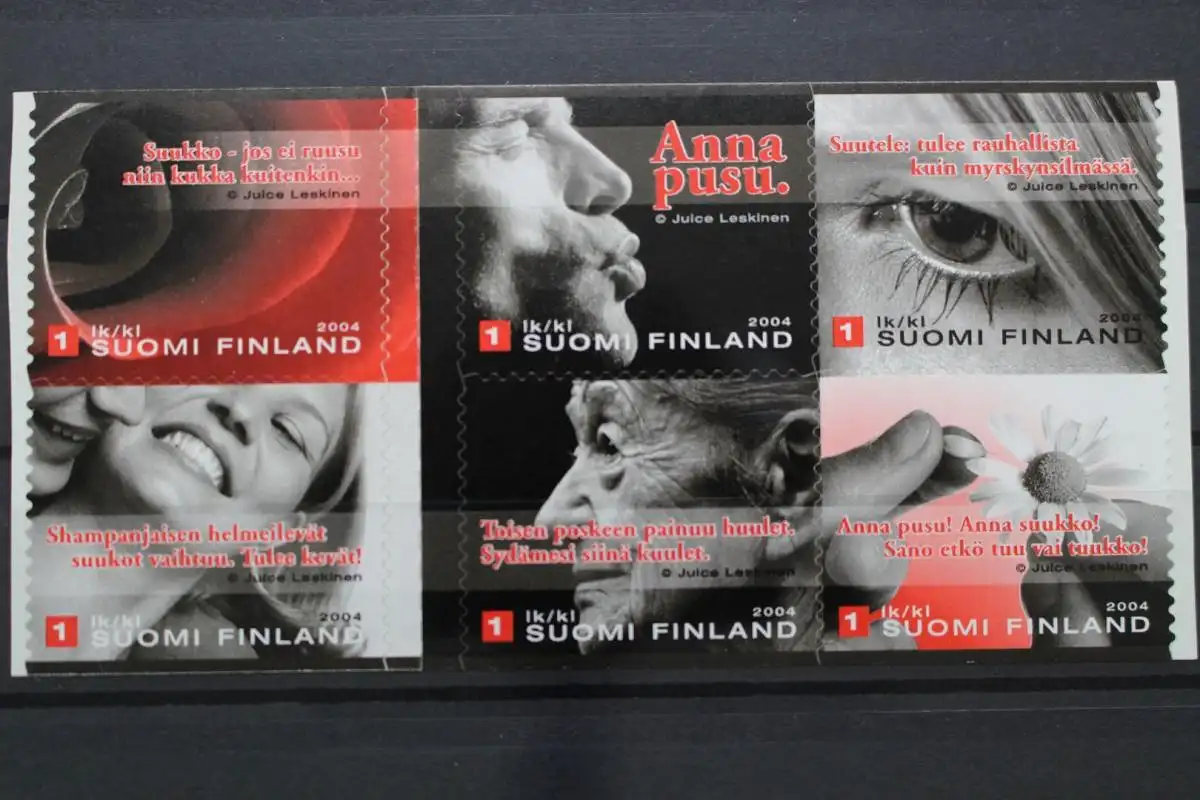 Suukko - jos ei ruusu
niin kukka kuitenkin...
© Juice Leskinen
1 lk/kl 2004
SUOMI FINLAND
Anna
pusu.
© Juice Leskinen
1 lk/kl 2004
SUOMI FINLAND
Suutele: tulee rauhallista
kuin myrskynsilmässä.
© Juice Leskinen
1 lk/kl 2004
SUOMI FINLAND
Shampanjaisen helmeilevät
suukot vaihtuu. Tulee kevät!
© Juice Leskinen
1 lk/kl 2004
SUOMI FINLAND
Toisen poskeen painuu huulet.
Sydämesi siinä kuulet.
© Juice Leskinen
1 lk/kl 2004
SUOMI FINLAND
Anna pusu! Anna suukko!
Sano etkö tuu vai tuukko!
© Juice Leskinen
1 lk/kl 2004
SUOMI FINLAND